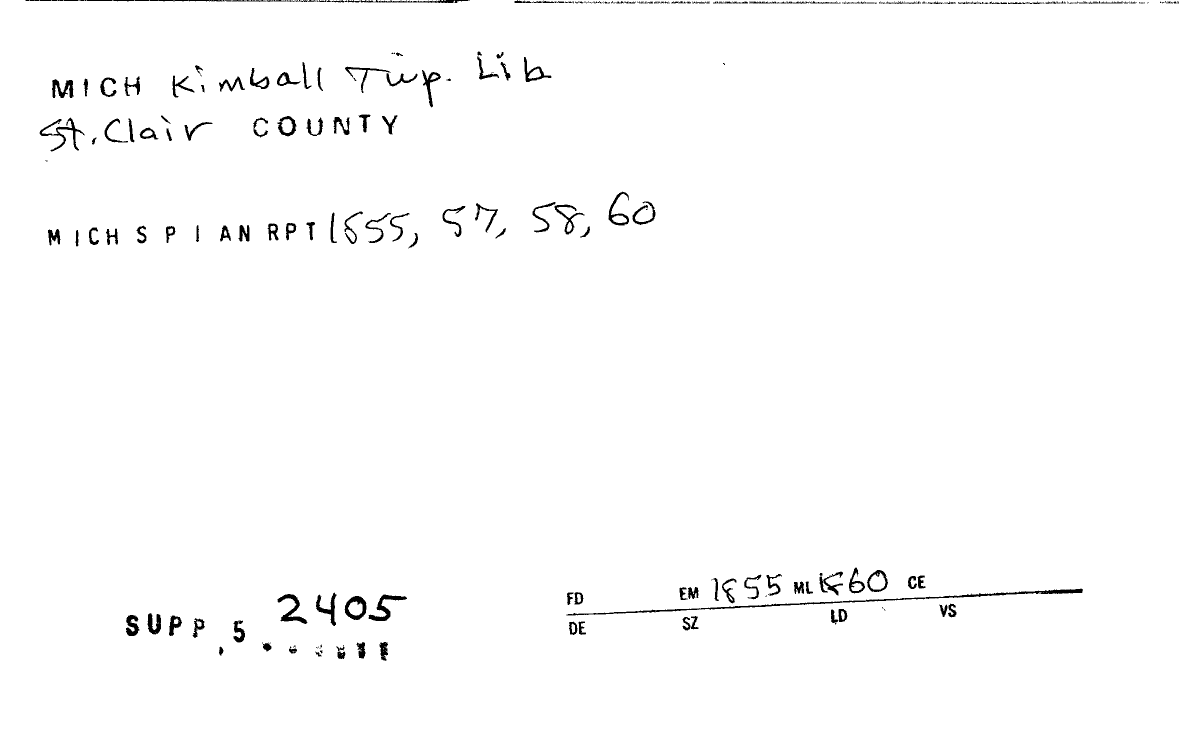 MICH Kimball Twp. Lib
St. Clair COUNTY
MICH S P I AN RPT 1855, 57, 58, 60
FD EM 1855 ML 1860 CE
DE SZ LD VS
SUPP, 5 2405